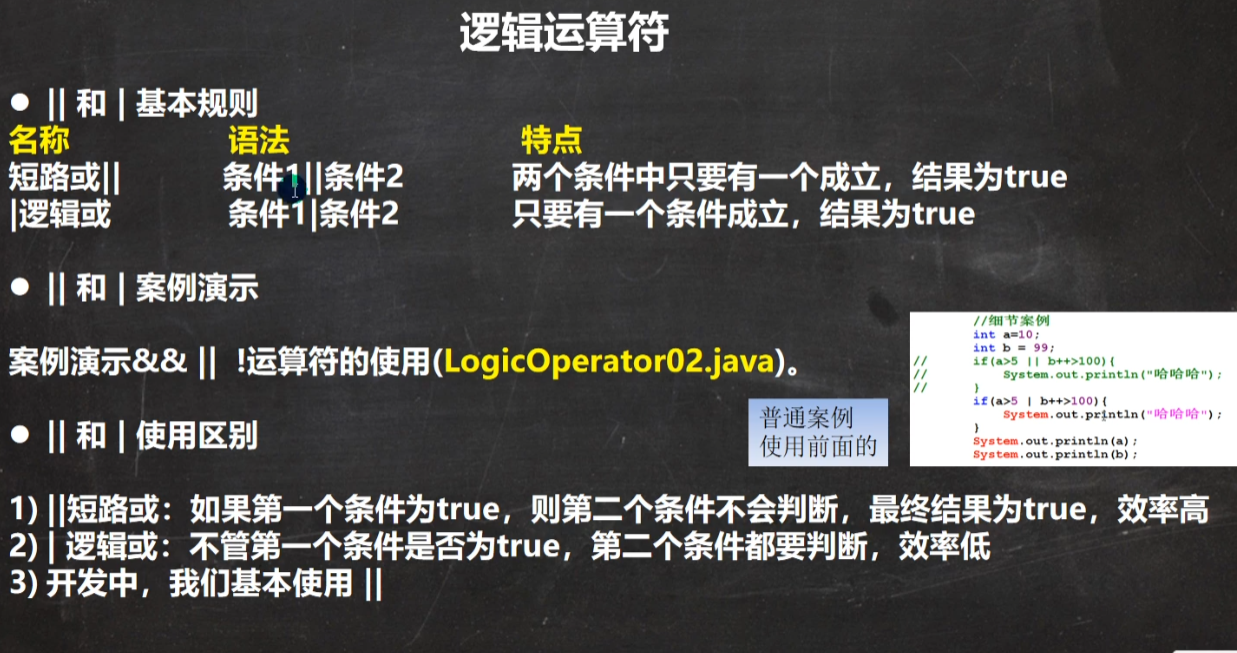 逻辑运算符
● || 和 | 基本规则
名称 语法 特点
短路或|| 条件1||条件2 两个条件中只要有一个成立，结果为true
|逻辑或 条件1|条件2 只要有一个条件成立，结果为true
● || 和 | 案例演示
案例演示&& || !运算符的使用(LogicOperator02.java)。
● || 和 | 使用区别
普通案例
使用前面的
//细节案例
int a=10;
int b = 99;
// if(a>5 || b++>100){
// System.out.println("哈哈哈");
// }
if(a>5 | b++>100){
System.out.println("哈哈哈");
}
System.out.println(a);
System.out.println(b);
1) ||短路或：如果第一个条件为true，则第二个条件不会判断，最终结果为true，效率高
2) | 逻辑或：不管第一个条件是否为true，第二个条件都要判断，效率低
3) 开发中，我们基本使用 ||